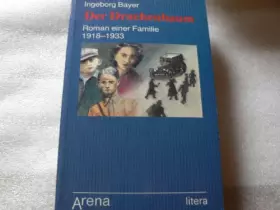 Ingeborg Bayer
Der Drachenbaum
Roman einer Familie
1918–1933
Arena
litera